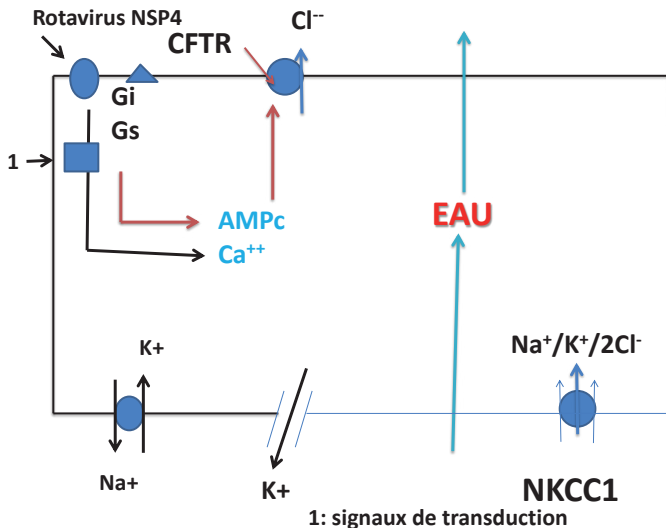 Rotavirus NSP4
CFTR
Cl--
Gi
Gs
1
AMPc
Ca++
EAU
K+
Na+
K+
Na+/K+/2Cl-
NKCC1
1: signaux de transduction